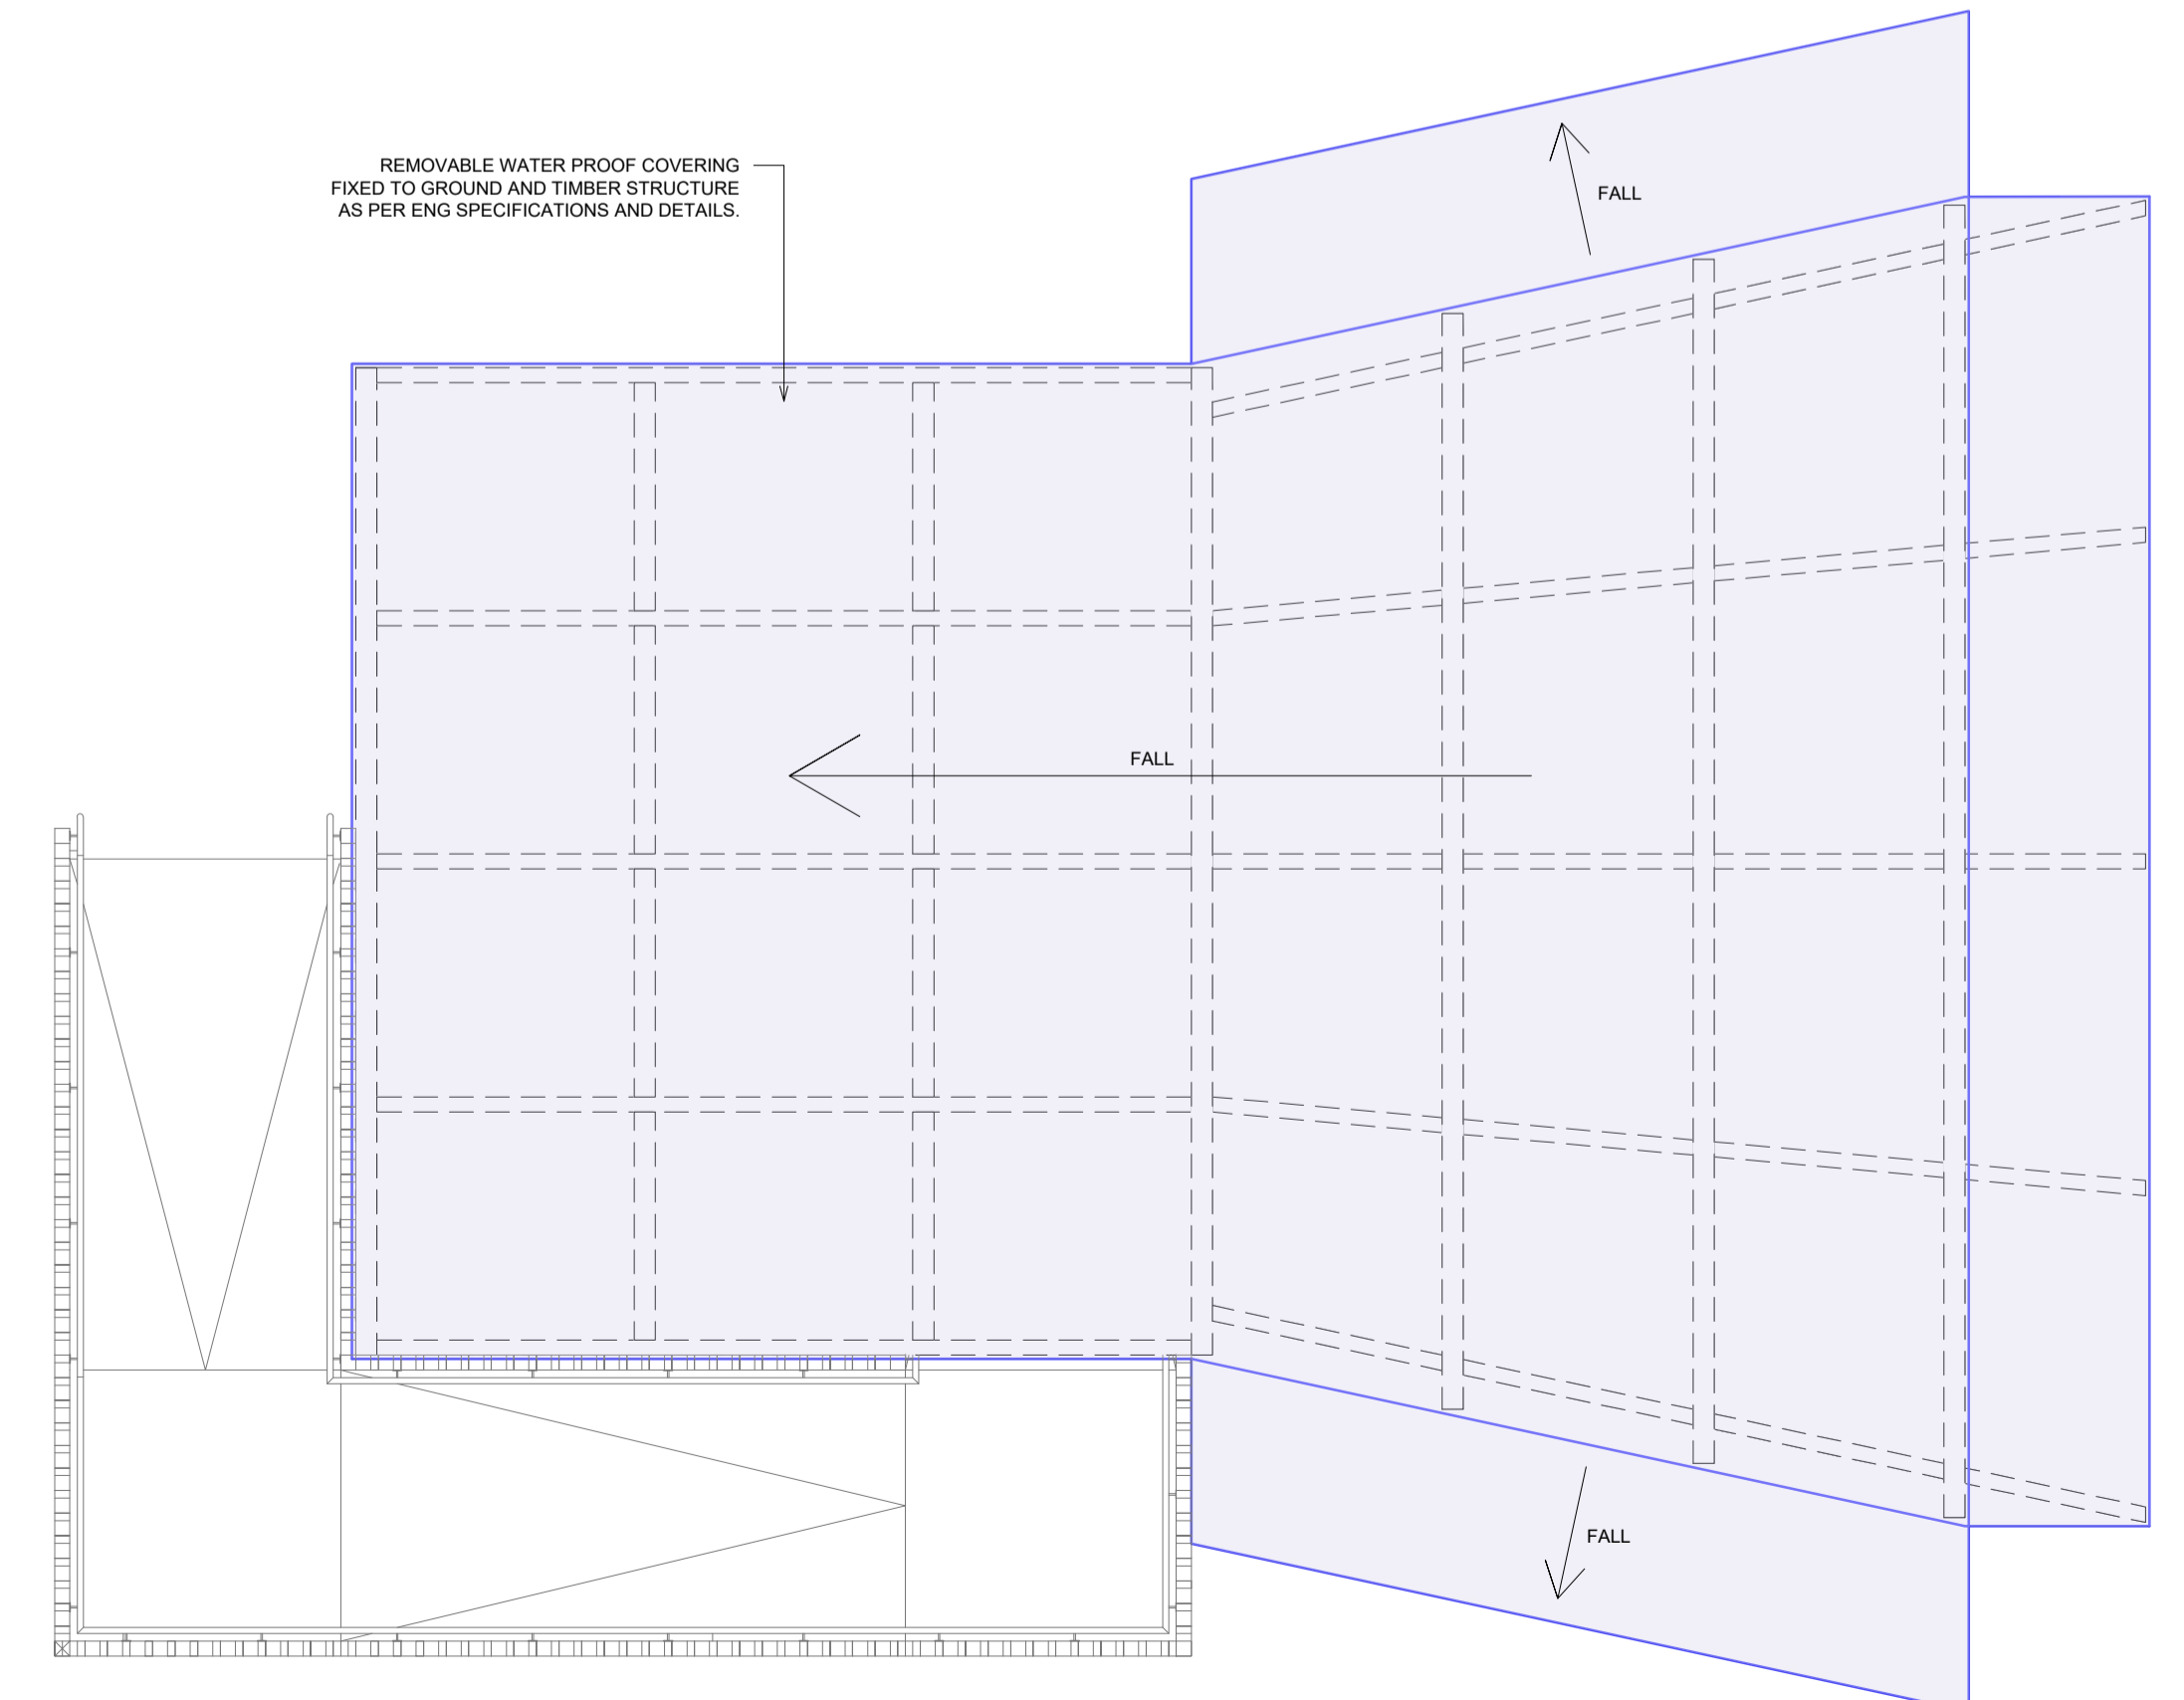 REMOVABLE WATER PROOF COVERING
FIXED TO GROUND AND TIMBER STRUCTURE
AS PER ENG SPECIFICATIONS AND DETAILS.
FALL
FALL
FALL